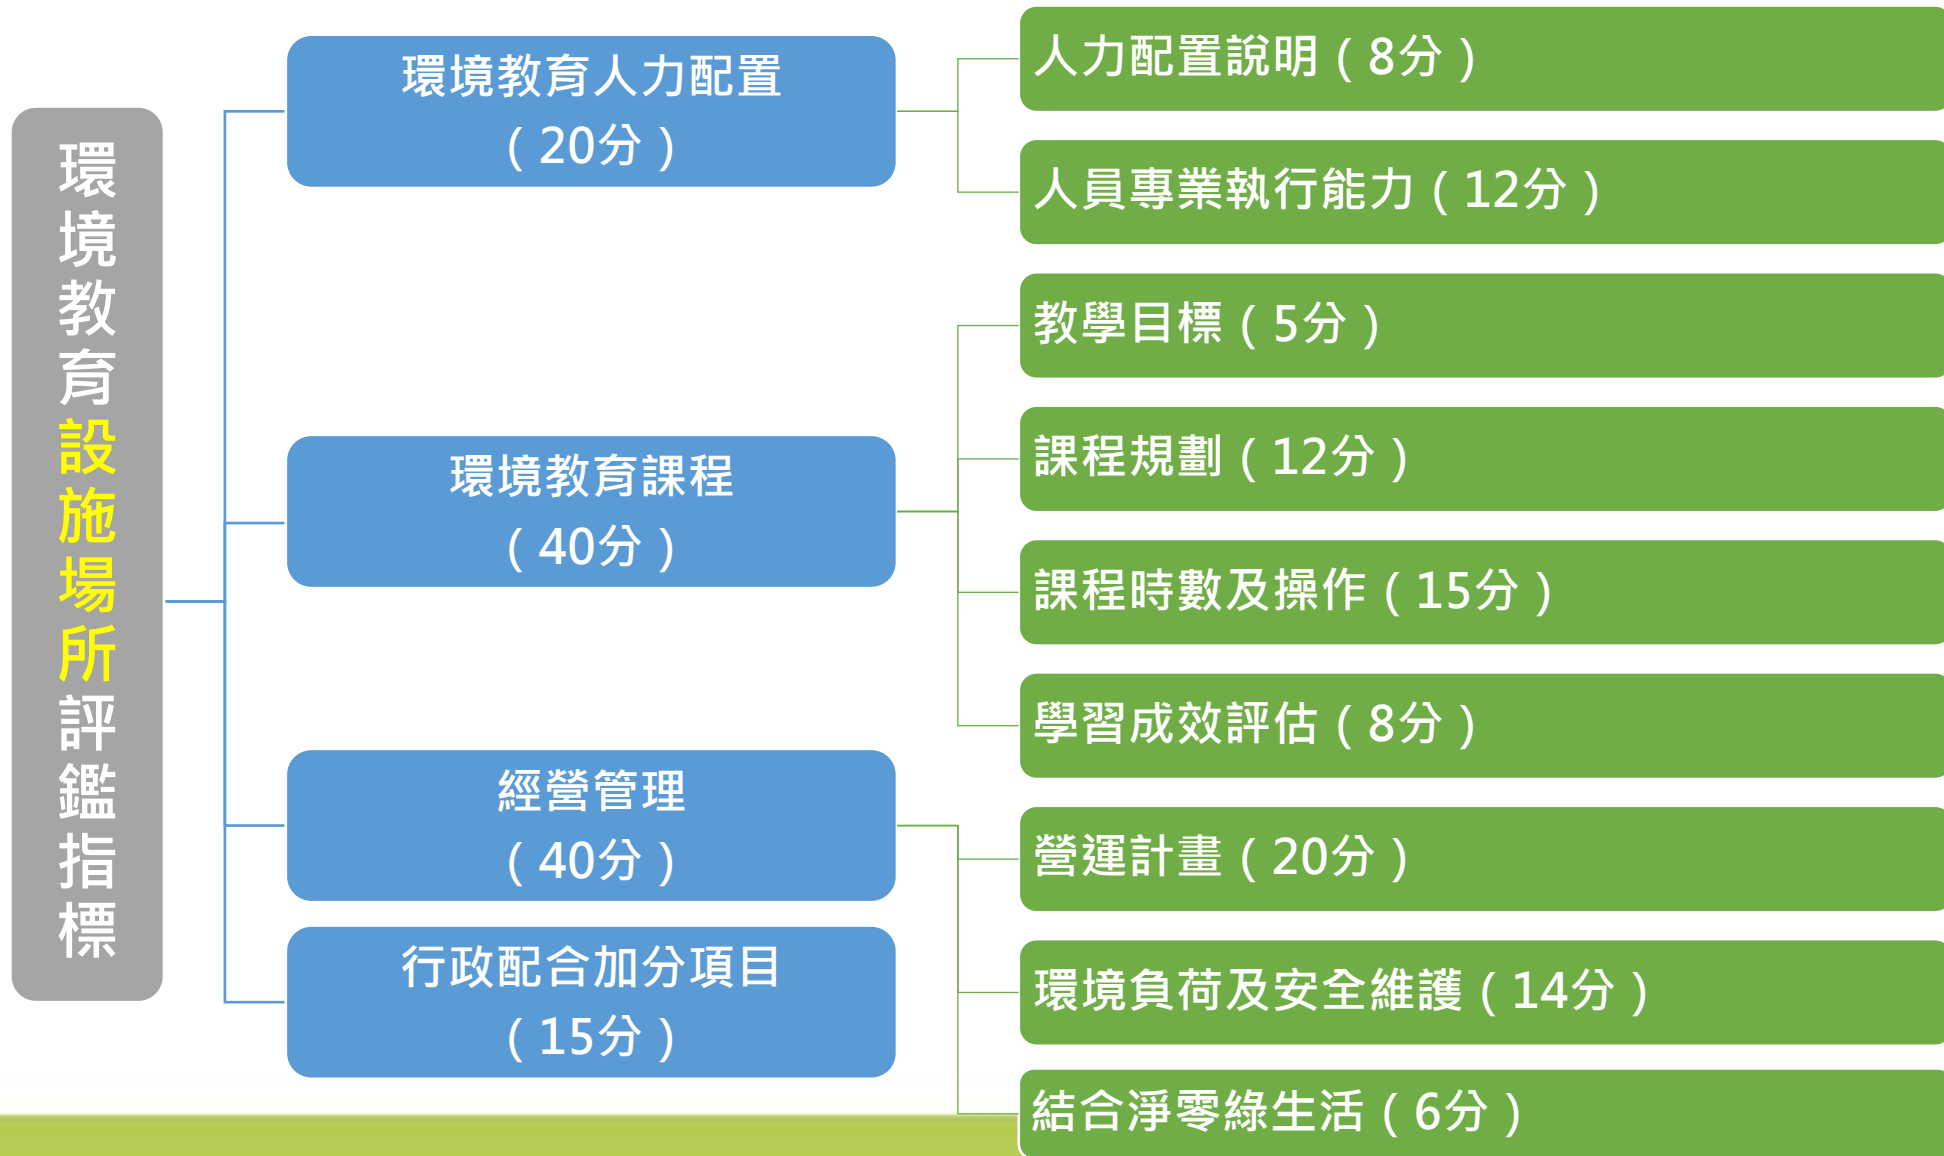 環境教育設施場所評鑑指標
環境教育人力配置
（20分）
人力配置說明（8分）
人員專業執行能力（12分）
環境教育課程
（40分）
教學目標（5分）
課程規劃（12分）
課程時數及操作（15分）
學習成效評估（8分）
經營管理
（40分）
營運計畫（20分）
環境負荷及安全維護（14分）
結合淨零綠生活（6分）
行政配合加分項目
（15分）